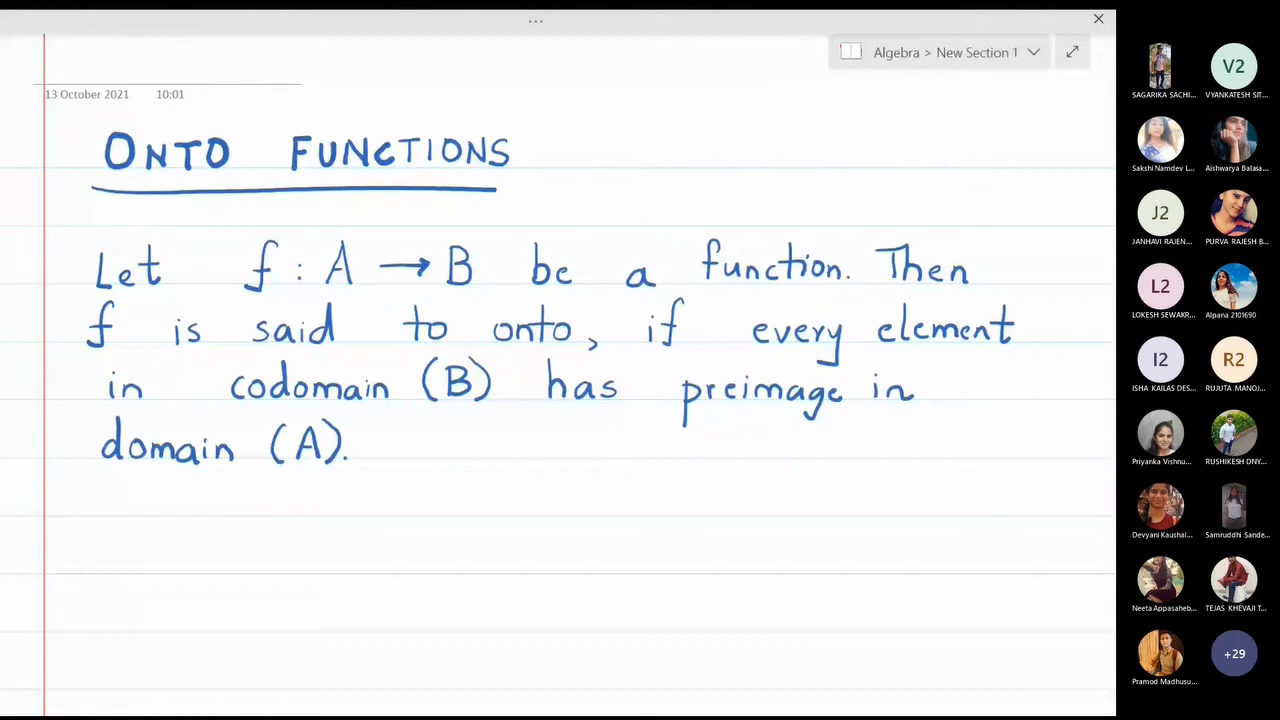 Algebra > New Section 1
13 October 2021 10:01
ONTO FUNCTIONS
Let f : A → B be a function. Then
f is said to onto, if every element
in codomain (B) has preimage in
domain (A).
SAGARIKA SACHI...
V2
VYANKATESH SIT...
Sakshi Namdev L...
Aishwarya Balasa...
J2
JANHAVI RAJEN...
PURVA RAJESH B...
L2
LOKESH SEWAKR...
Alpana 2101690
I2
ISHA KAILAS DES...
R2
RUJUTA MANOJ...
Priyanka Vishnu...
RUSHIKESH DNY...
Devyani Kaushal...
Samruddhi Sande...
Neeta Appasaheb...
TEJAS KHEVAJI T...
Pramod Madhusu...
+29